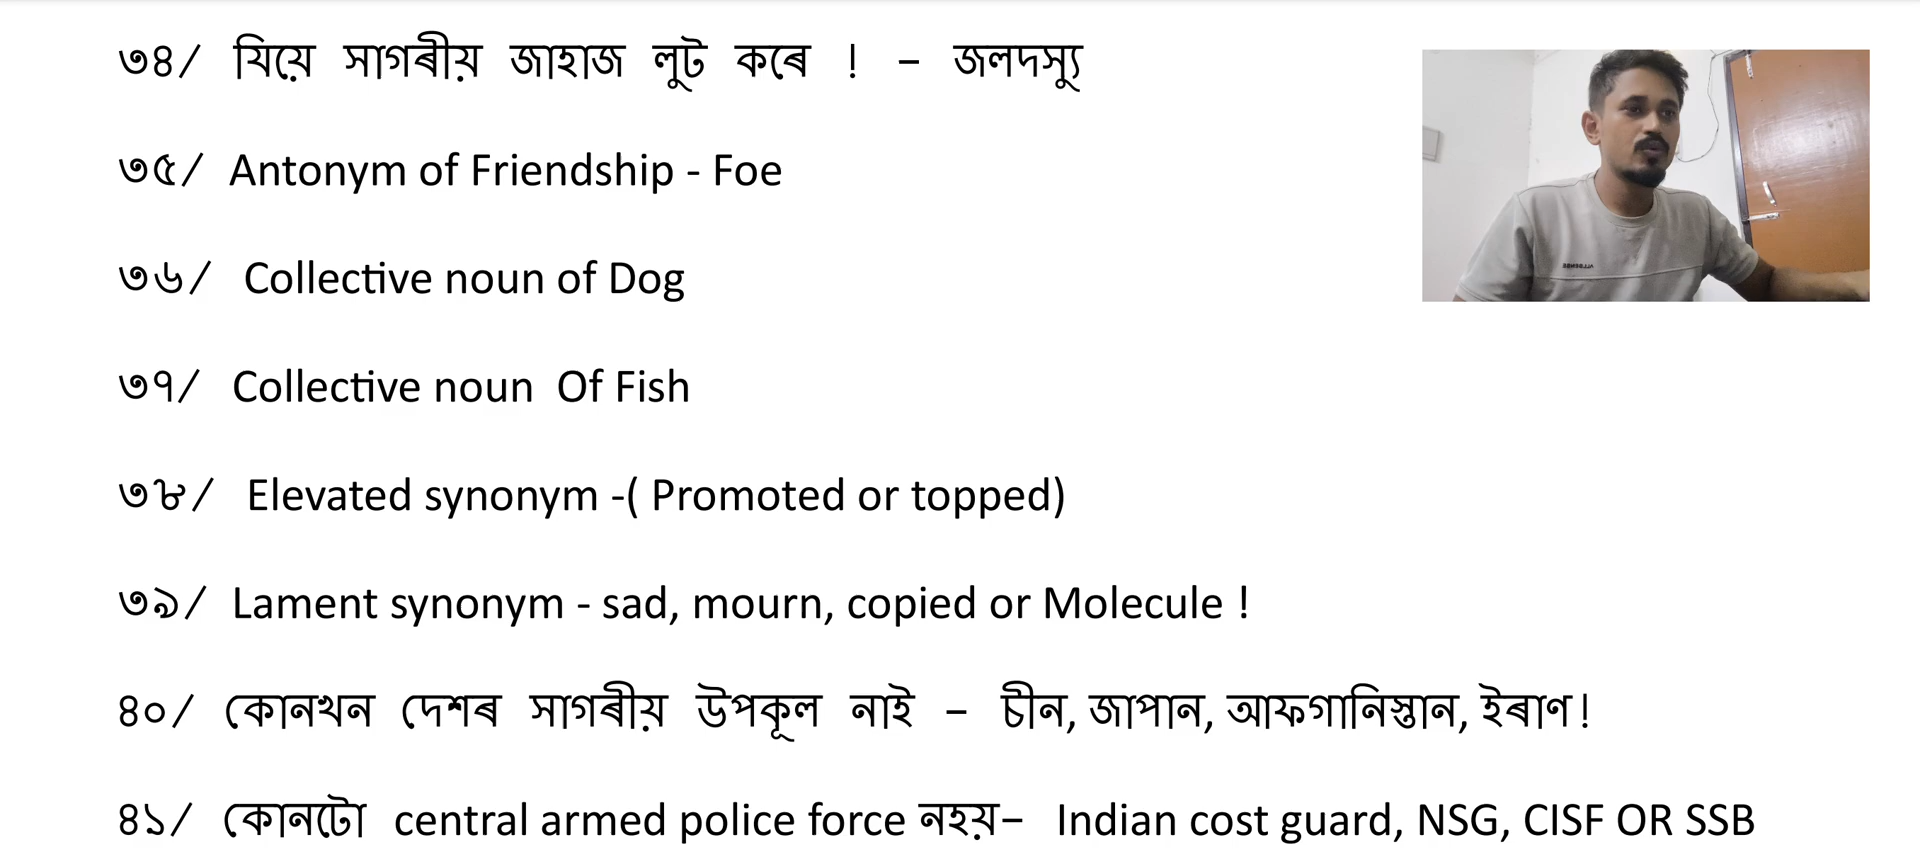 ৩৪/ যিয়ে সাগৰীয় জাহাজ লুট কৰে ! – জলদস্যু
৩৫/ Antonym of Friendship - Foe
৩৬/ Collective noun of Dog
৩৭/ Collective noun Of Fish
৩৮/ Elevated synonym -( Promoted or topped)
৩৯/ Lament synonym - sad, mourn, copied or Molecule !
৪০/ কোনখন দেশৰ সাগৰীয় উপকূল নাই – চীন, জাপান, আফগানিস্তান, ইৰাণ!
৪১/ কোনটো central armed police force নহয়– Indian cost guard, NSG, CISF OR SSB